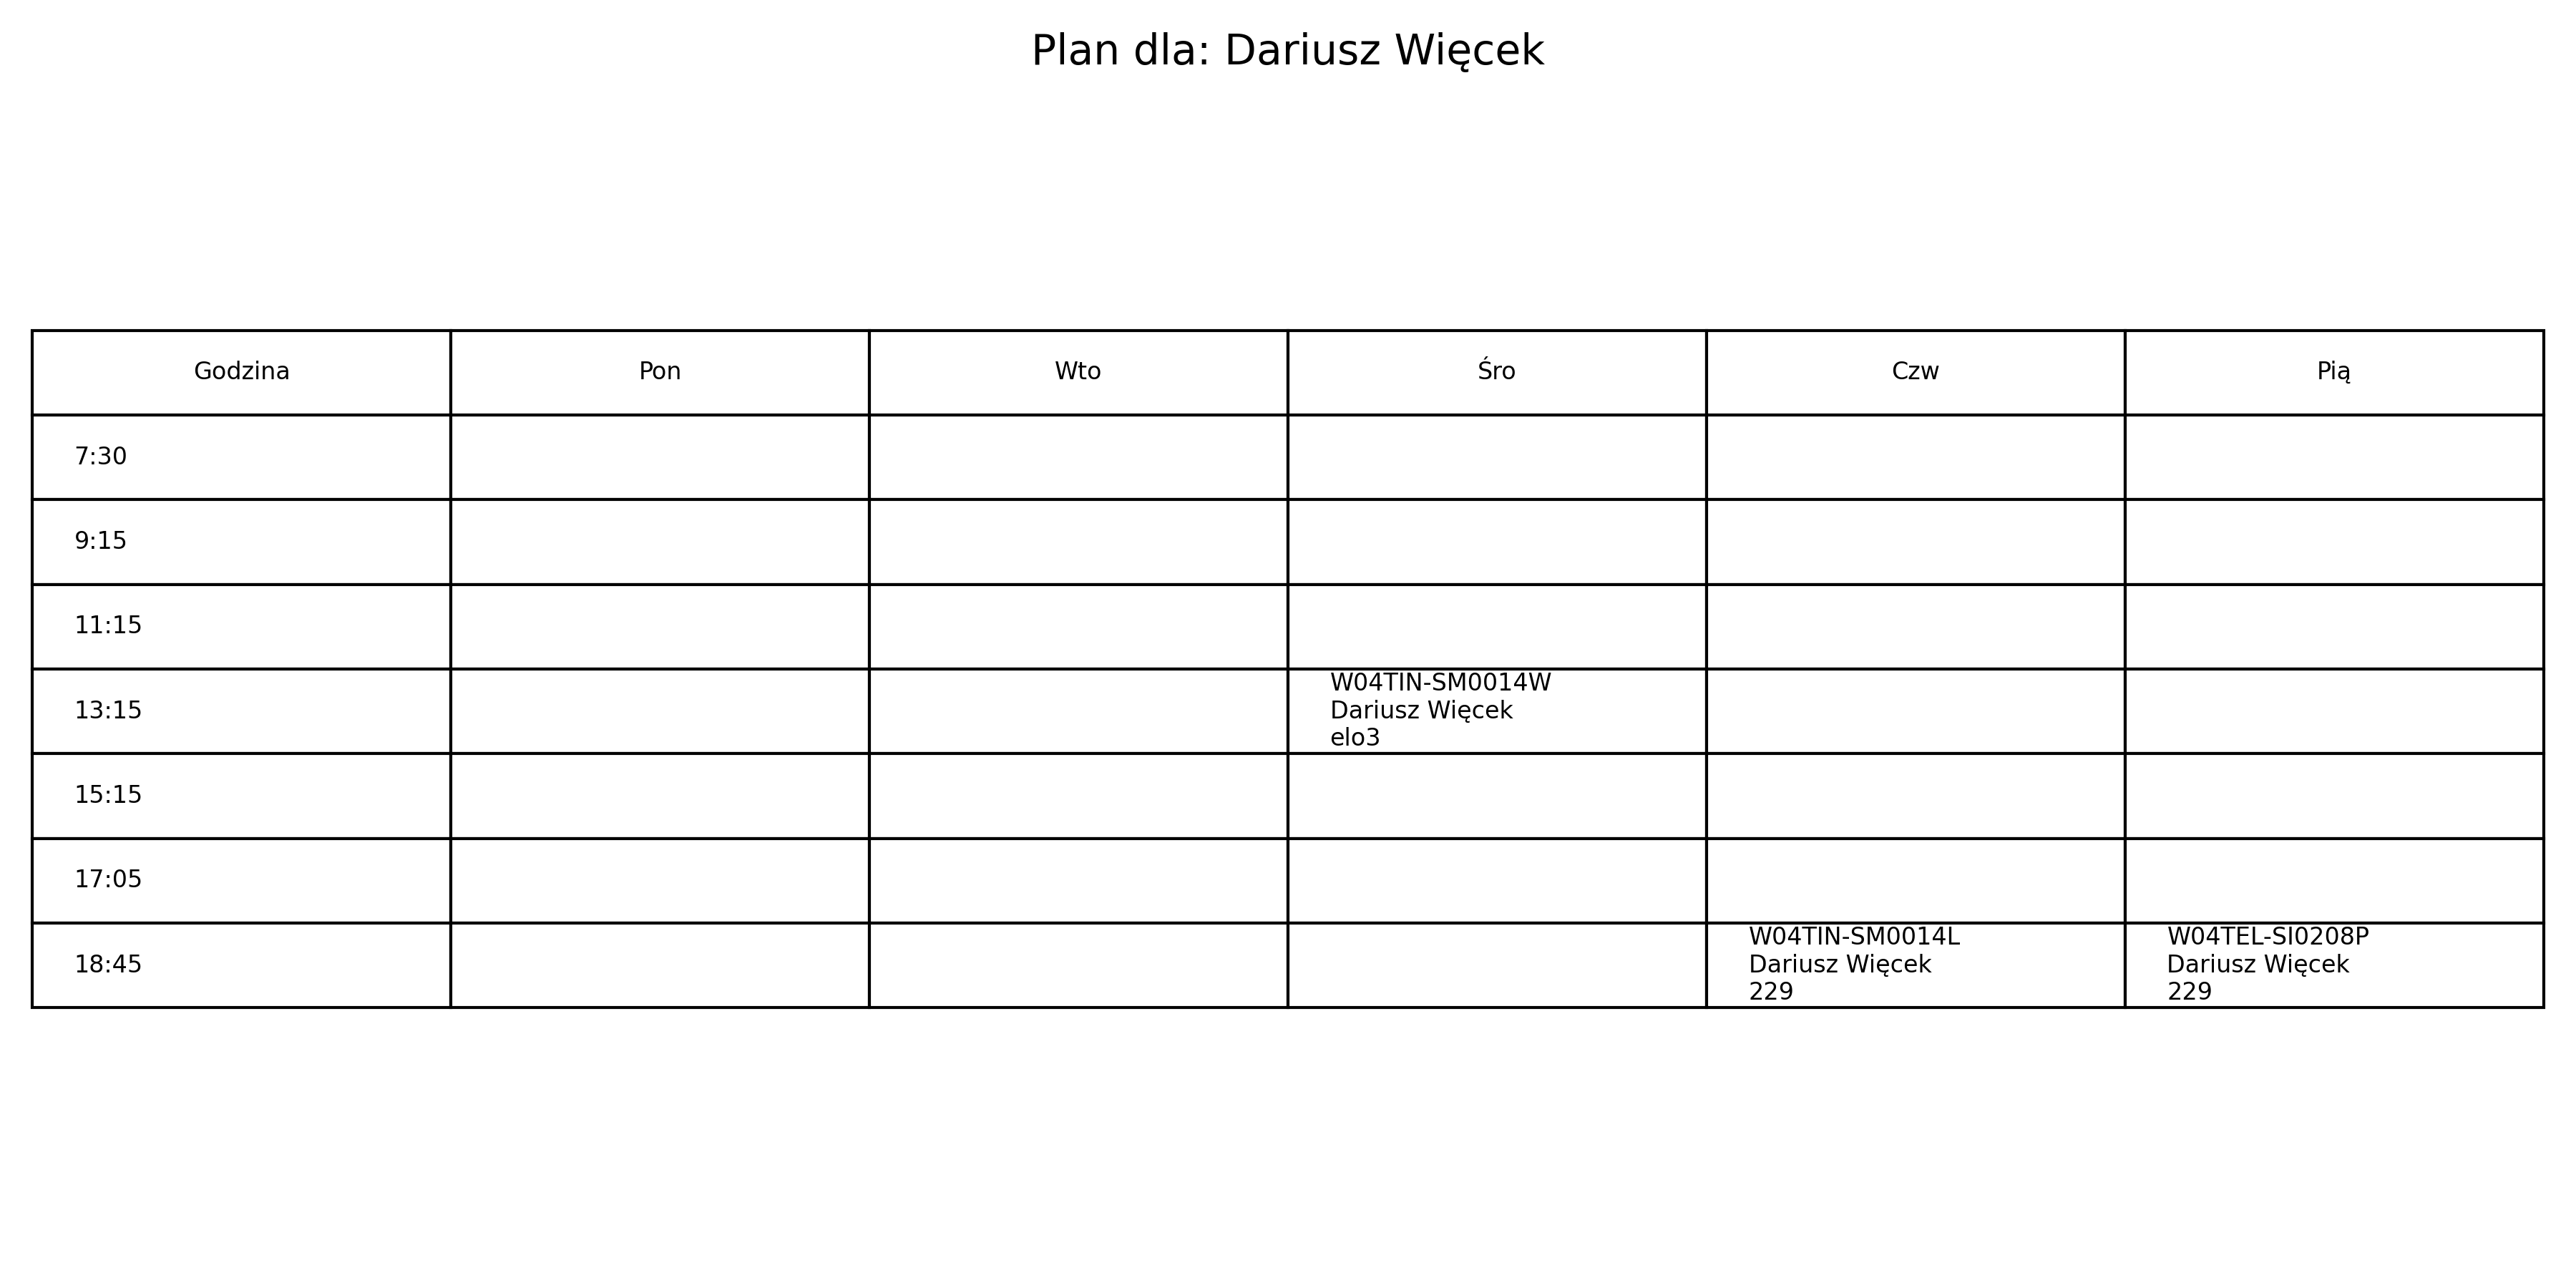 Plan dla: Dariusz Więcek
Godzina Pon Wto Śro Czw Pią
7:30
9:15
11:15
13:15
W04TIN-SM0014W
Dariusz Więcek
elo3
15:15
17:05
18:45
W04TIN-SM0014L
Dariusz Więcek
229
W04TEL-SI0208P
Dariusz Więcek
229